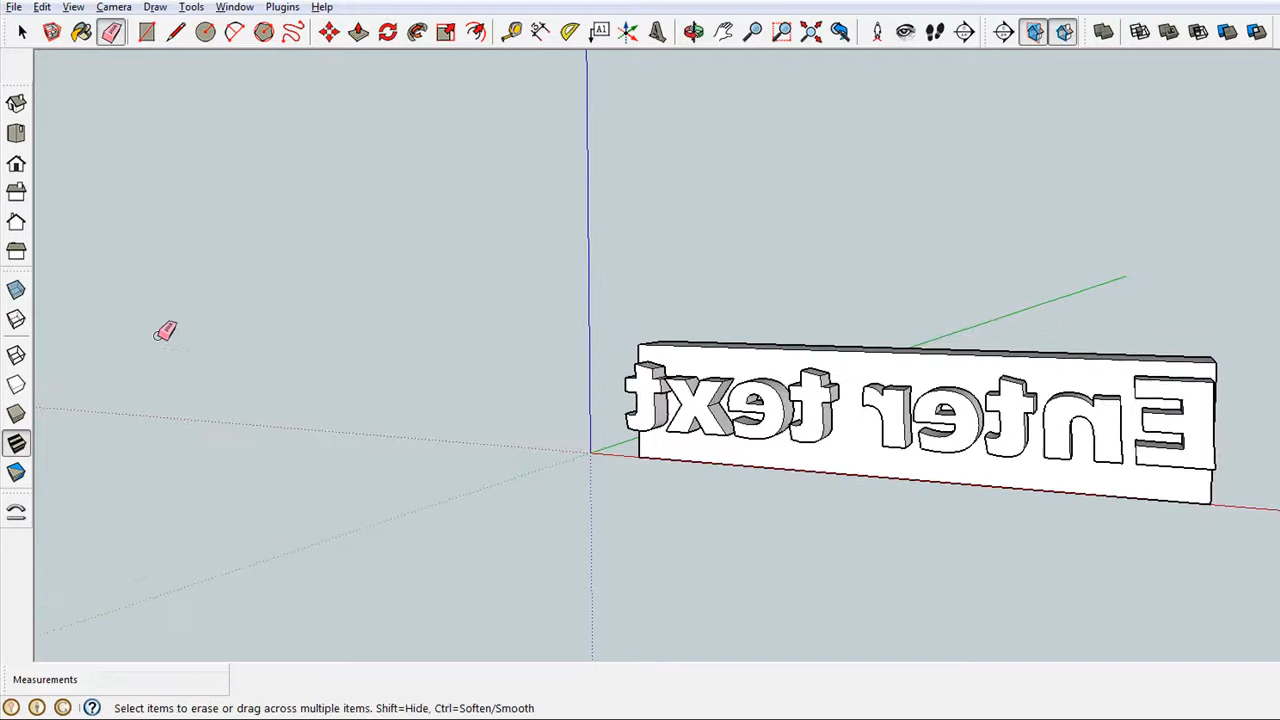 File Edit View Camera Draw Tools Window Plugins Help
A1
Enter text
Measurements
Select items to erase or drag across multiple items. Shift=Hide, Ctrl=Soften/Smooth